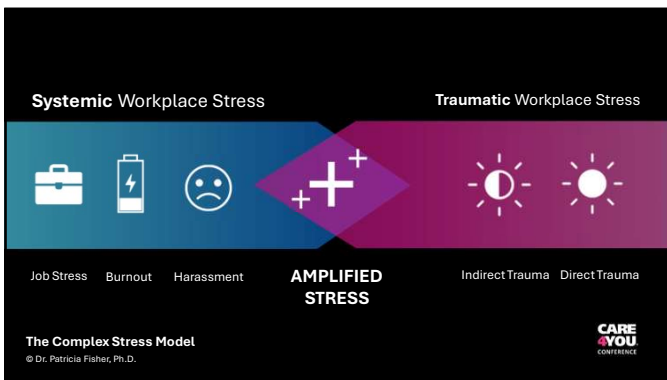 Systemic Workplace Stress
Traumatic Workplace Stress
Job Stress
Burnout
Harassment
AMPLIFIED
STRESS
Indirect Trauma
Direct Trauma
The Complex Stress Model
© Dr. Patricia Fisher, Ph.D.
CARE
4YOU
CONFERENCE